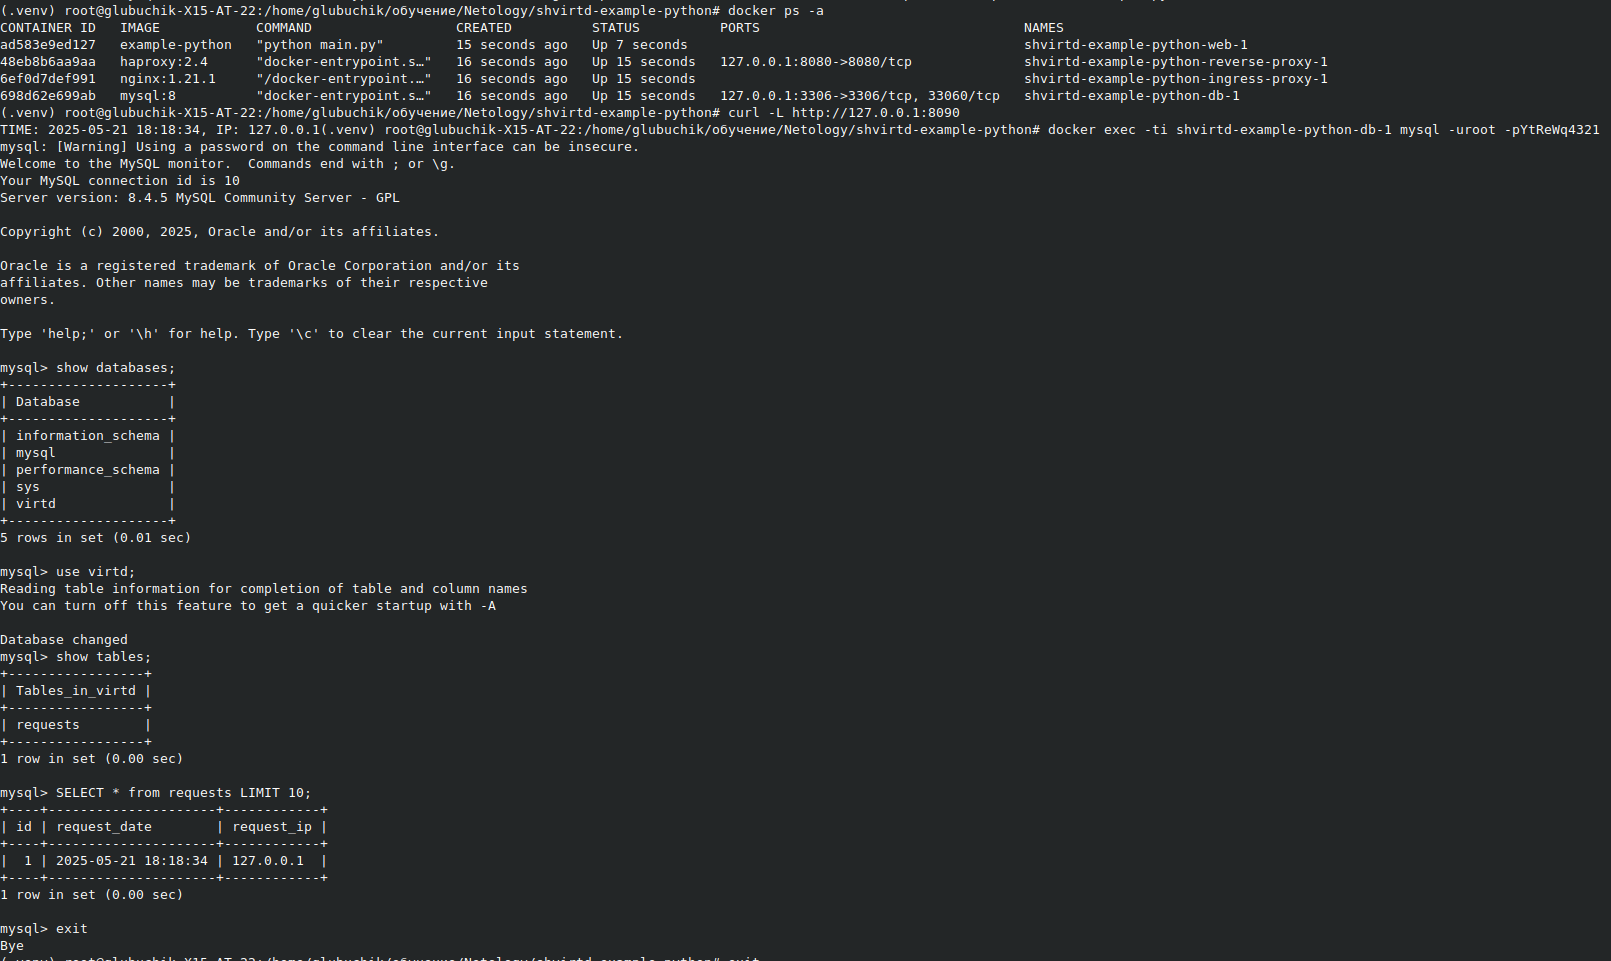 (.venv) root@glubuchik-X15-AT-22:/home/glubuchik/обучение/Netology/shvirtd-example-python# docker ps -a
CONTAINER ID   IMAGE            COMMAND                  CREATED          STATUS          PORTS                                 NAMES
ad583e9ed127   example-python   "python main.py"         15 seconds ago   Up 7 seconds                                          shvirtd-example-python-web-1
48eb8b6aa9aa   haproxy:2.4      "docker-entrypoint.s…"   16 seconds ago   Up 15 seconds   127.0.0.1:8080->8080/tcp              shvirtd-example-python-reverse-proxy-1
6ef0d7def991   nginx:1.21.1     "/docker-entrypoint.…"   16 seconds ago   Up 15 seconds                                         shvirtd-example-python-ingress-proxy-1
698d62e699ab   mysql:8          "docker-entrypoint.s…"   16 seconds ago   Up 15 seconds   127.0.0.1:3306->3306/tcp, 33060/tcp   shvirtd-example-python-db-1
(.venv) root@glubuchik-X15-AT-22:/home/glubuchik/обучение/Netology/shvirtd-example-python# curl -L http://127.0.0.1:8090
TIME: 2025-05-21 18:18:34, IP: 127.0.0.1(.venv) root@glubuchik-X15-AT-22:/home/glubuchik/обучение/Netology/shvirtd-example-python# docker exec -ti shvirtd-example-python-db-1 mysql -uroot -pYtReWq4321
mysql: [Warning] Using a password on the command line interface can be insecure.
Welcome to the MySQL monitor.  Commands end with ; or \g.
Your MySQL connection id is 10
Server version: 8.4.5 MySQL Community Server - GPL

Copyright (c) 2000, 2025, Oracle and/or its affiliates.

Oracle is a registered trademark of Oracle Corporation and/or its
affiliates. Other names may be trademarks of their respective
owners.

Type 'help;' or '\h' for help. Type '\c' to clear the current input statement.

mysql> show databases;
+--------------------+
| Database           |
+--------------------+
| information_schema |
| mysql              |
| performance_schema |
| sys                |
| virtd              |
+--------------------+
5 rows in set (0.01 sec)

mysql> use virtd;
Reading table information for completion of table and column names
You can turn off this feature to get a quicker startup with -A

Database changed
mysql> show tables;
+-----------------+
| Tables_in_virtd |
+-----------------+
| requests        |
+-----------------+
1 row in set (0.00 sec)

mysql> SELECT * from requests LIMIT 10;
+----+---------------------+------------+
| id | request_date        | request_ip |
+----+---------------------+------------+
|  1 | 2025-05-21 18:18:34 | 127.0.0.1  |
+----+---------------------+------------+
1 row in set (0.00 sec)

mysql> exit
Bye
(.venv) root@glubuchik-X15-AT-22:/home/glubuchik/обучение/Netology/shvirtd-example-python# exit